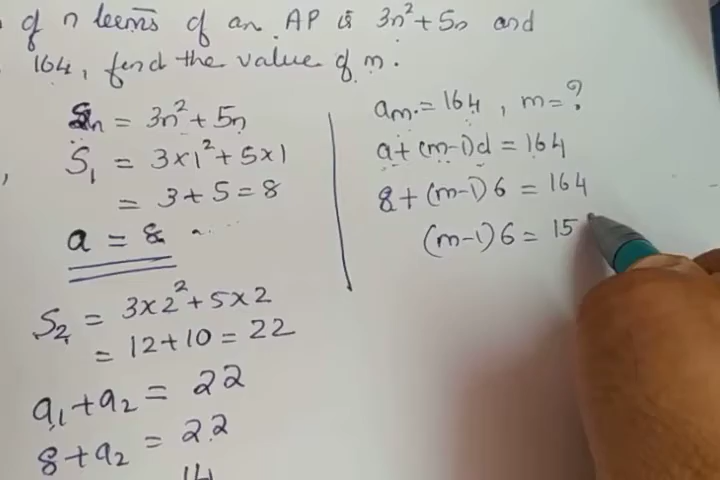 of n terms of an AP is 3n²+5n and
164, find the value of m.
Sn = 3n²+5n
S₁ = 3×1²+5×1
= 3+5=8
a = 8
S₂ = 3×2²+5×2
= 12+10 = 22
a₁+a₂ = 22
8+a₂ = 22
14
am = 164, m=?
a+(m-1)d = 164
8+(m-1)6 = 164
(m-1)6 = 15